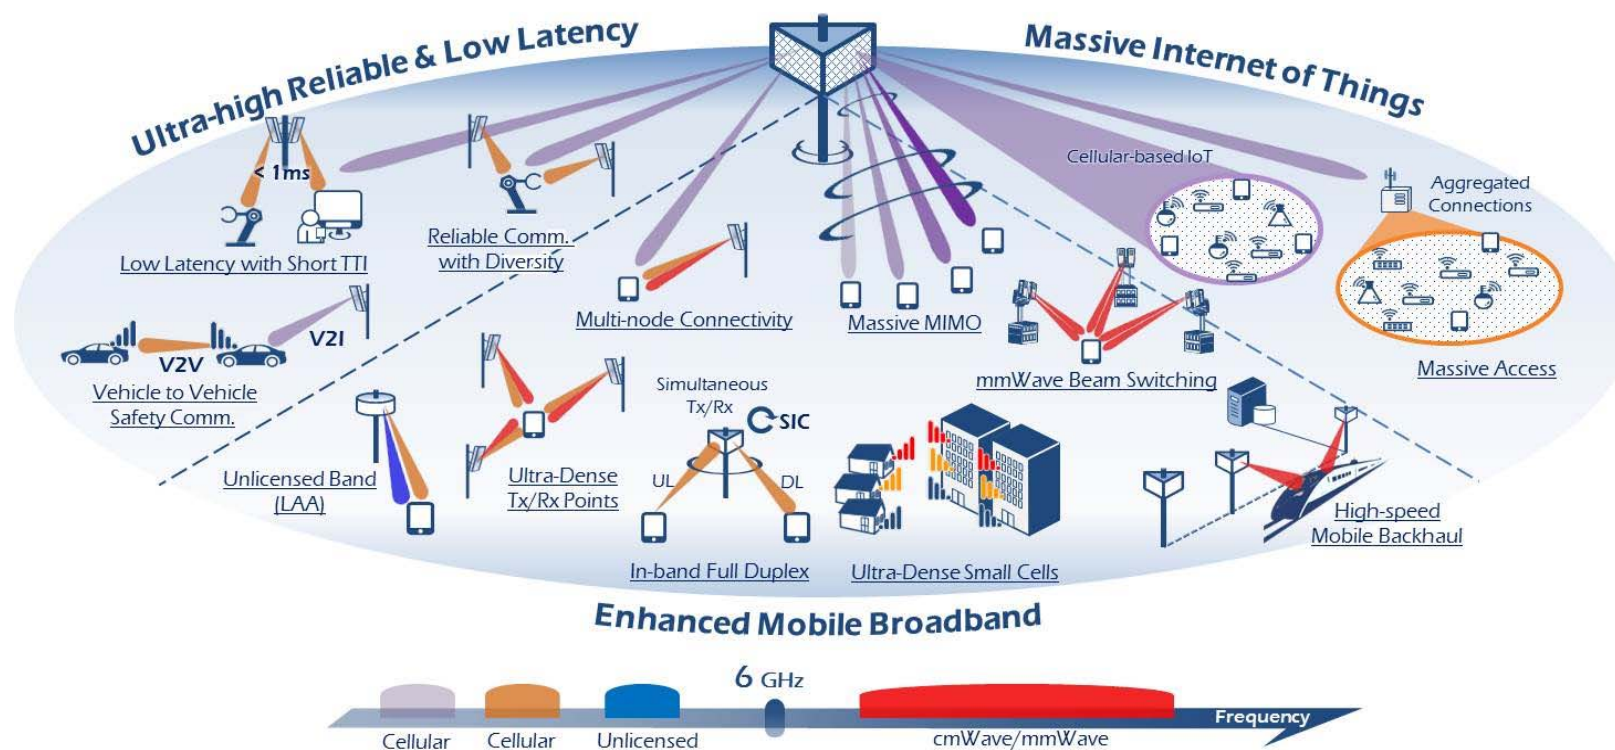 Ultra-high Reliable & Low Latency
Massive Internet of Things
< 1ms
Low Latency with Short TTI
Reliable Comm.
with Diversity
Cellular-based IoT
Aggregated
Connections
Multi-node Connectivity
Massive MIMO
V2I
V2V
Vehicle to Vehicle
Safety Comm.
mmWave Beam Switching
Massive Access
Unlicensed Band
(LAA)
Ultra-Dense
Tx/Rx Points
Simultaneous
Tx/Rx
SIC
UL
DL
In-band Full Duplex
Ultra-Dense Small Cells
High-speed
Mobile Backhaul
Enhanced Mobile Broadband
6 GHz
Frequency
Cellular
Cellular
Unlicensed
cmWave/mmWave